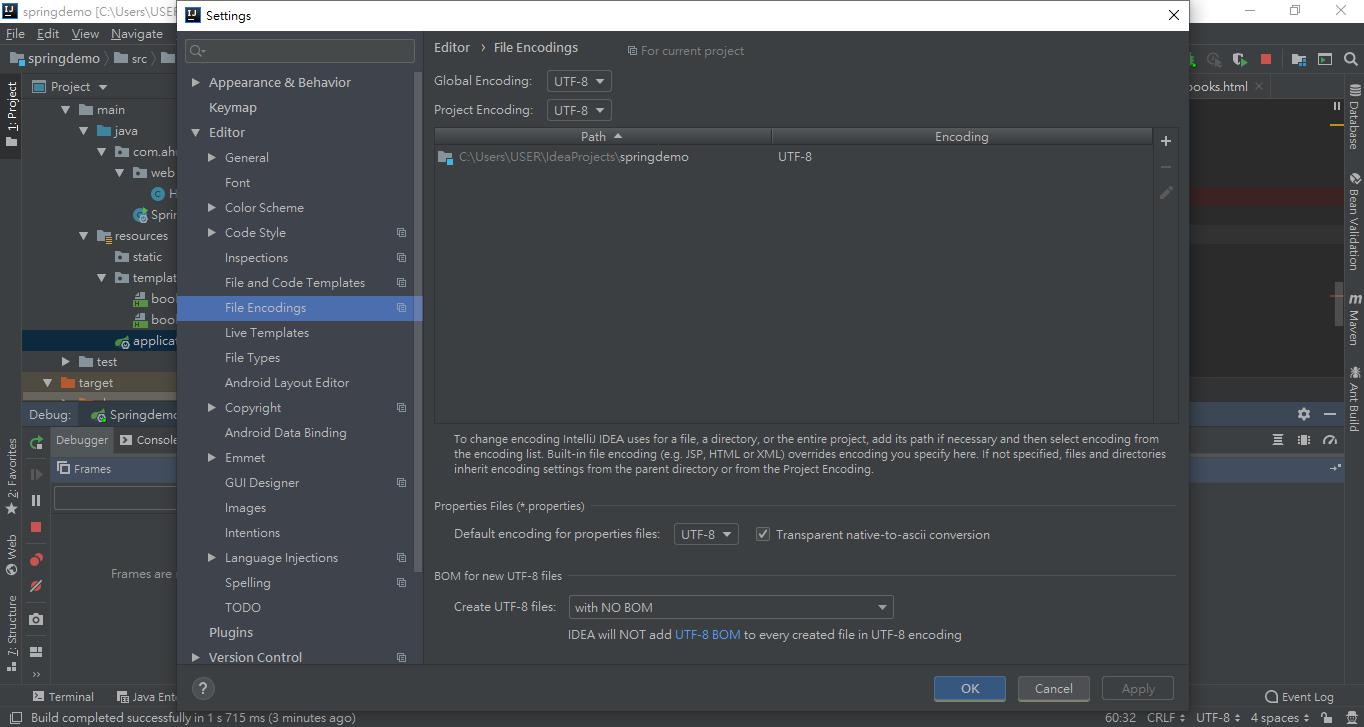 springdemo [C:\Users\USER\
Settings
File Edit View Navigate
springdemo
src
1: Project
Project
main
java
com.ah
web
H
Spri
resources
static
templat
boo
boo
applicat
test
target
Debug:
Springdemo
Debugger
Console
Frames
Frames are
2: Favorites
Web
7: Structure
Appearance & Behavior
Keymap
Editor
General
Font
Color Scheme
Code Style
Inspections
File and Code Templates
File Encodings
Live Templates
File Types
Android Layout Editor
Copyright
Android Data Binding
Emmet
GUI Designer
Images
Intentions
Language Injections
Spelling
TODO
Plugins
Version Control
Editor › File Encodings
For current project
Global Encoding: UTF-8
Project Encoding: UTF-8
Path Encoding
C:\Users\USER\IdeaProjects\springdemo UTF-8
To change encoding IntelliJ IDEA uses for a file, a directory, or the entire project, add its path if necessary and then select encoding from
the encoding list. Built-in file encoding (e.g. JSP, HTML or XML) overrides encoding you specify here. If not specified, files and directories
inherit encoding settings from the parent directory or from the Project Encoding.
Properties Files (*.properties)
Default encoding for properties files: UTF-8 Transparent native-to-ascii conversion
BOM for new UTF-8 files
Create UTF-8 files: with NO BOM
IDEA will NOT add UTF-8 BOM to every created file in UTF-8 encoding
?
OK Cancel Apply
books.html
Database
Bean Validation
m Maven
Ant Build
Terminal
Java Ent
Event Log
Build completed successfully in 1 s 715 ms (3 minutes ago)
60:32 CRLF UTF-8 4 spaces